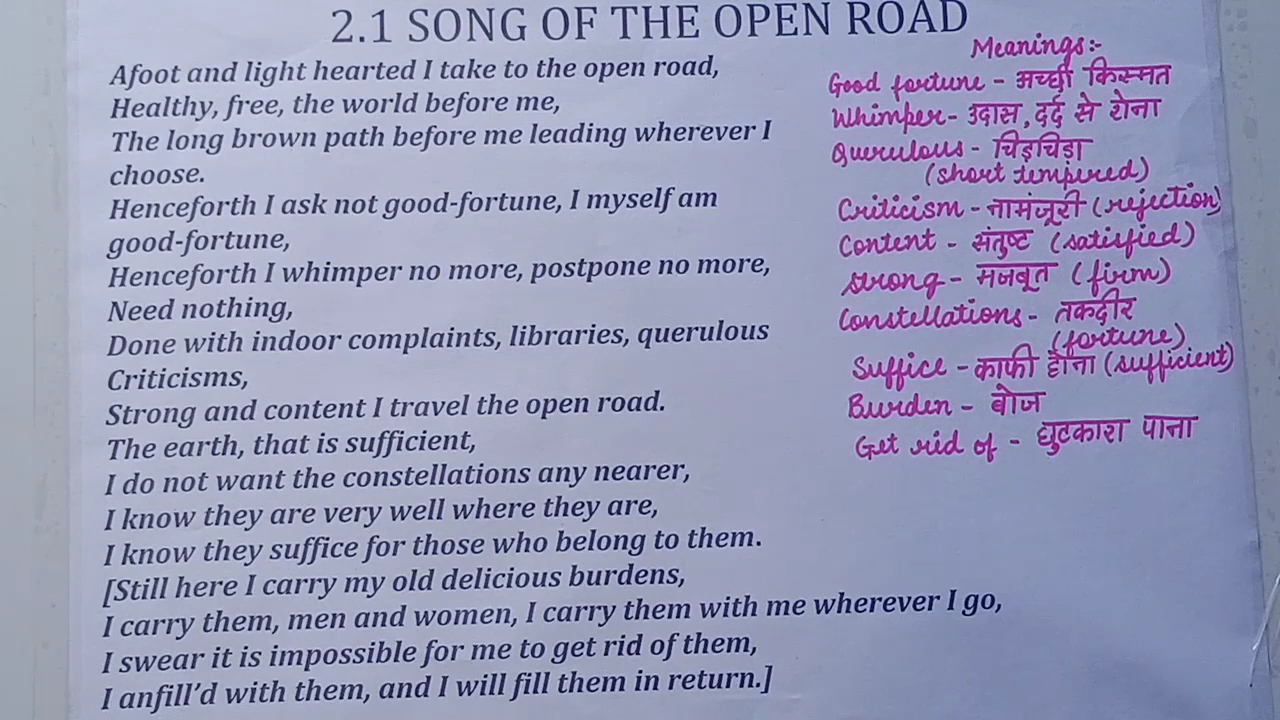 2.1 SONG OF THE OPEN ROAD
Afoot and light hearted I take to the open road,
Healthy, free, the world before me,
The long brown path before me leading wherever I
choose.
Henceforth I ask not good-fortune, I myself am
good-fortune,
Henceforth I whimper no more, postpone no more,
Need nothing,
Done with indoor complaints, libraries, querulous
Criticisms,
Strong and content I travel the open road.
The earth, that is sufficient,
I do not want the constellations any nearer,
I know they are very well where they are,
I know they suffice for those who belong to them.
[Still here I carry my old delicious burdens,
I carry them, men and women, I carry them with me wherever I go,
I swear it is impossible for me to get rid of them,
I anfill’d with them, and I will fill them in return.]
Meanings:-
Good fortune - अच्छी किस्मत
Whimper - उदास, दर्द से रोना
Querulous - चिड़चिड़ा
(short tempered)
Criticism - नामंजूरी (rejection)
Content - संतुष्ट (satisfied)
Strong - मजबूत (firm)
Constellations - तकदीर
(fortune)
Suffice - काफी होना (sufficient)
Burden - बोज
Get rid of - छुटकारा पाना